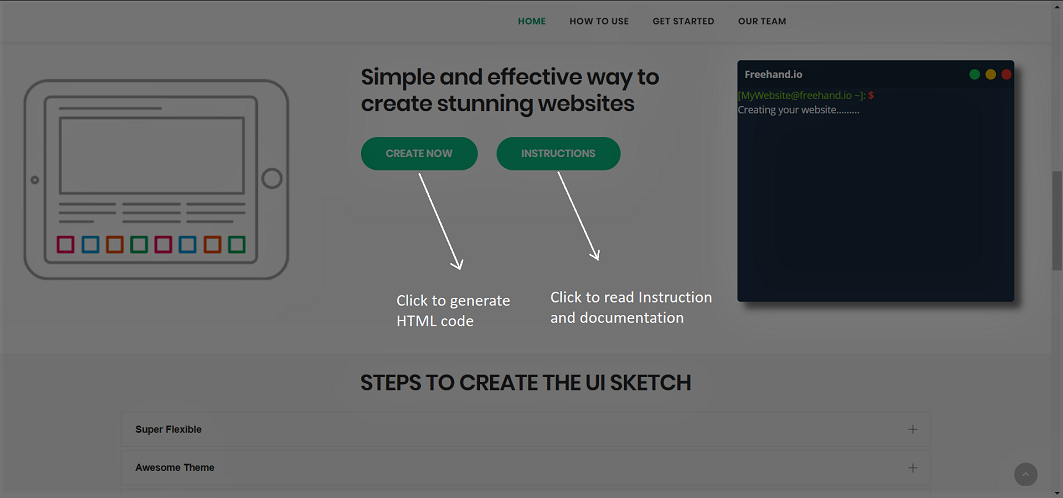 HOME HOW TO USE GET STARTED OUR TEAM
Simple and effective way to
create stunning websites
CREATE NOW INSTRUCTIONS
Click to generate
HTML code
Click to read Instruction
and documentation
Freehand.io
[MyWebsite@freehand.io ~]: $
Creating your website.........
STEPS TO CREATE THE UI SKETCH
Super Flexible
Awesome Theme